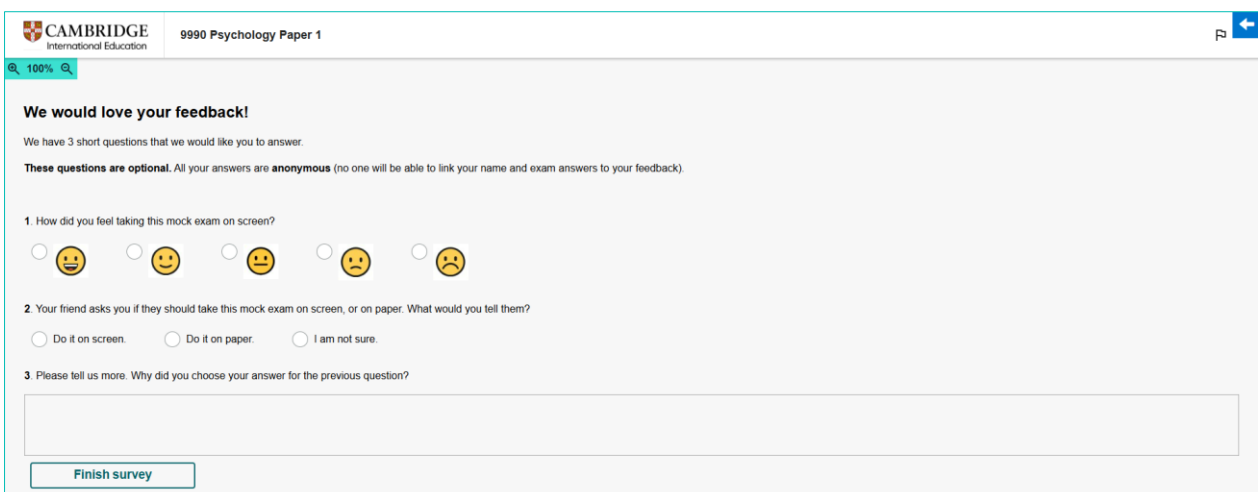 CAMBRIDGE
International Education
9990 Psychology Paper 1
100%
We would love your feedback!
We have 3 short questions that we would like you to answer.
These questions are optional. All your answers are anonymous (no one will be able to link your name and exam answers to your feedback).
1. How did you feel taking this mock exam on screen?
2. Your friend asks you if they should take this mock exam on screen, or on paper. What would you tell them?
Do it on screen. Do it on paper. I am not sure.
3. Please tell us more. Why did you choose your answer for the previous question?
Finish survey